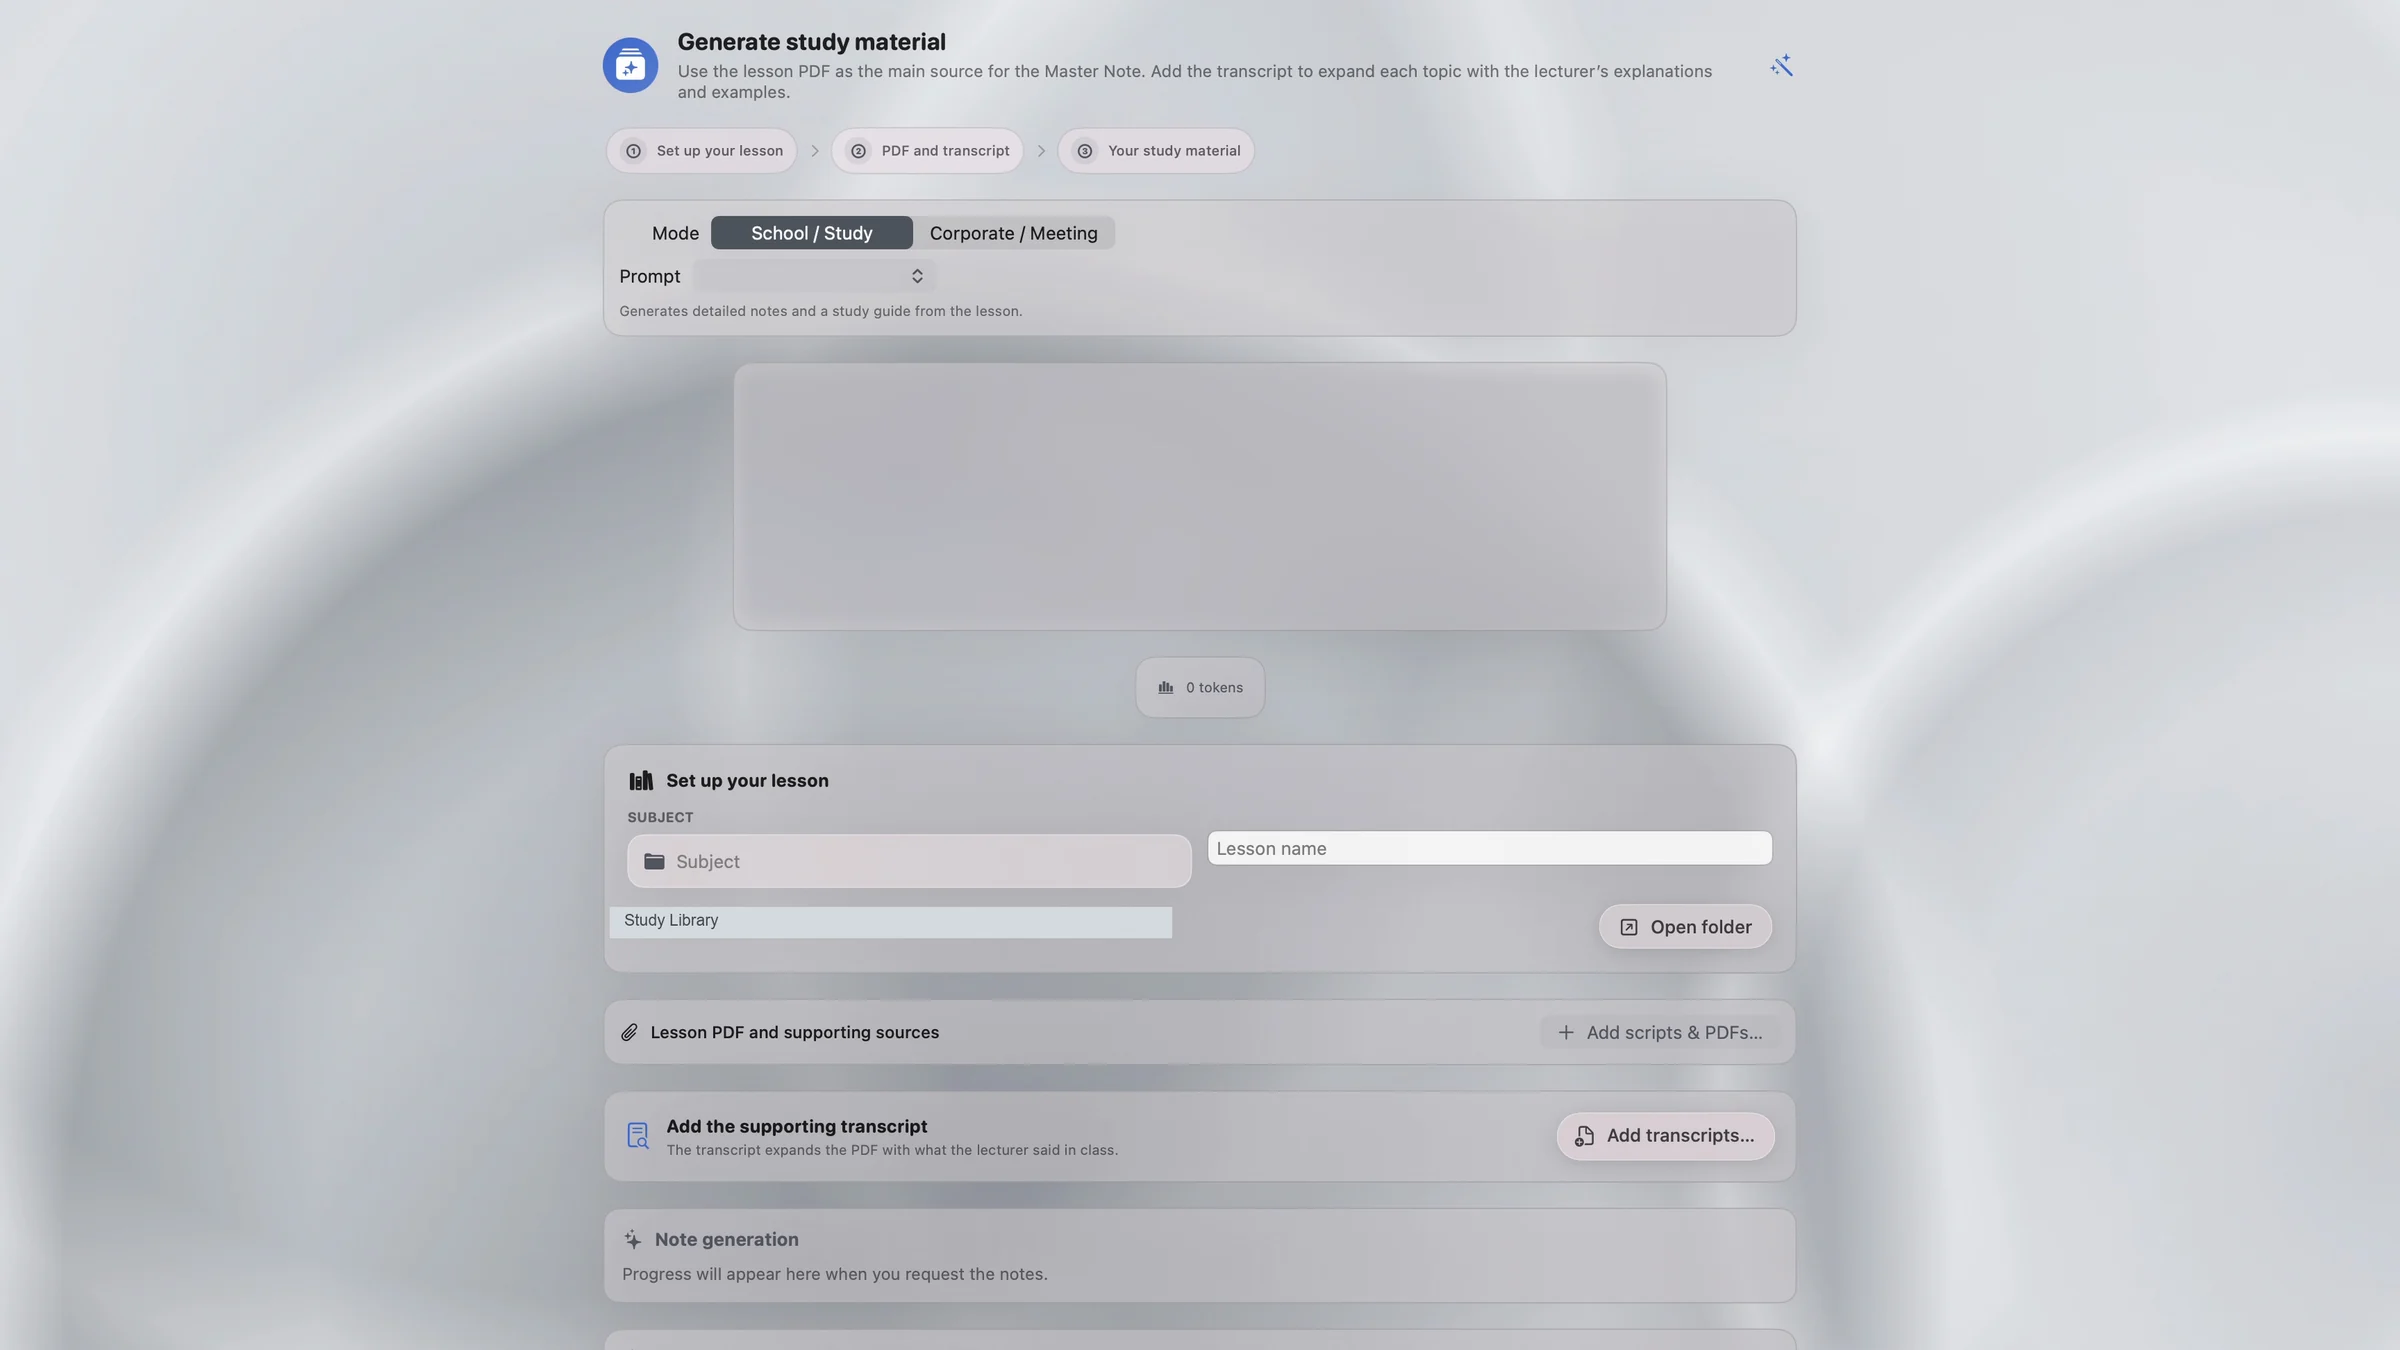 Generate study material
Use the lesson PDF as the main source for the Master Note. Add the transcript to expand each topic with the lecturer’s explanations
and examples.
1 Set up your lesson
2 PDF and transcript
3 Your study material
Mode School / Study Corporate / Meeting
Prompt
Generates detailed notes and a study guide from the lesson.
0 tokens
Set up your lesson
SUBJECT
Subject
Lesson name
Study Library
Open folder
Lesson PDF and supporting sources
Add scripts & PDFs...
Add the supporting transcript
The transcript expands the PDF with what the lecturer said in class.
Add transcripts...
Note generation
Progress will appear here when you request the notes.